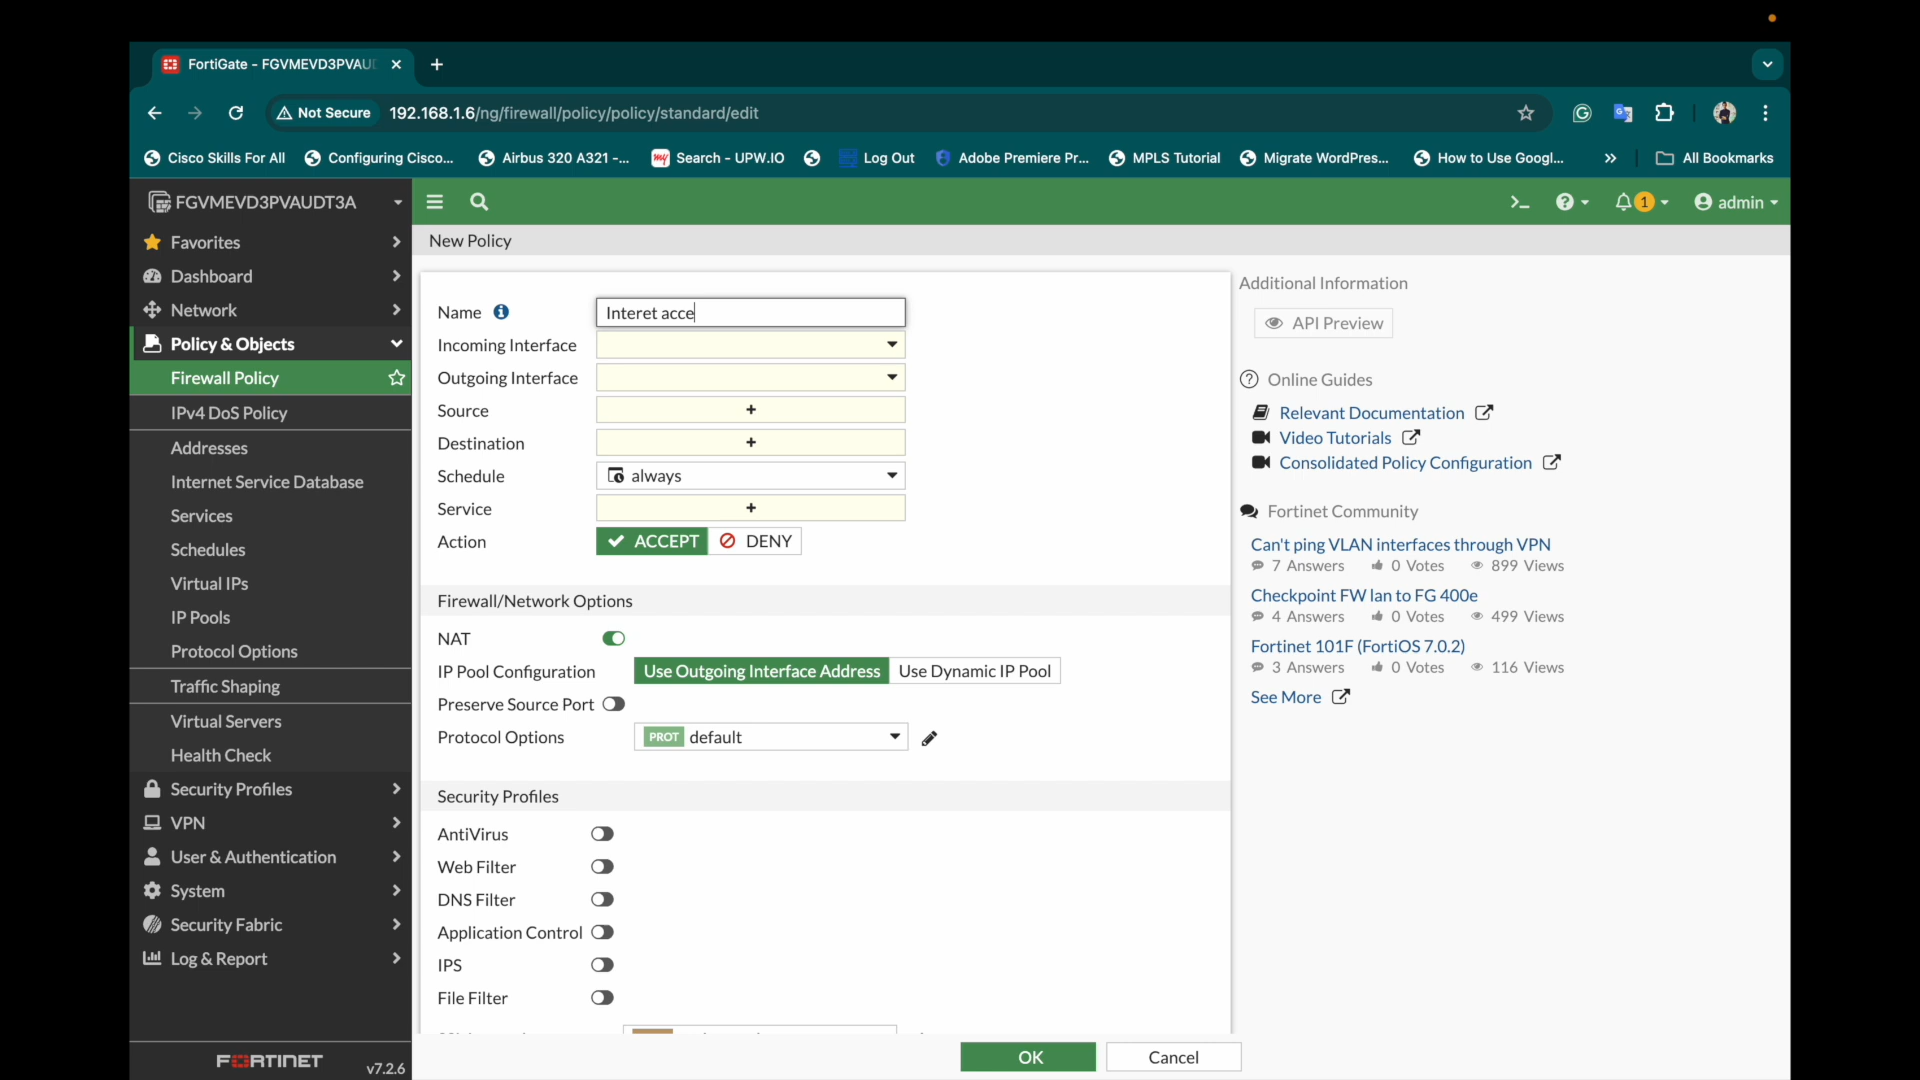 FortiGate - FGVMEVD3PVAUD
Not Secure 192.168.1.6/ng/firewall/policy/policy/standard/edit
Cisco Skills For All Configuring Cisco... Airbus 320 A321 -... my Search - UPW.IO Log Out Adobe Premiere Pr... MPLS Tutorial Migrate WordPres... How to Use Googl... » All Bookmarks
FGVMEVD3PVAUDT3A
>_ ? 1 admin
Favorites
Dashboard
Network
Policy & Objects
Firewall Policy
IPv4 DoS Policy
Addresses
Internet Service Database
Services
Schedules
Virtual IPs
IP Pools
Protocol Options
Traffic Shaping
Virtual Servers
Health Check
Security Profiles
VPN
User & Authentication
System
Security Fabric
Log & Report
FORTINET v7.2.6
New Policy
Name Interet acce
Incoming Interface
Outgoing Interface
Source +
Destination +
Schedule always
Service +
Action ACCEPT DENY
Firewall/Network Options
NAT
IP Pool Configuration Use Outgoing Interface Address Use Dynamic IP Pool
Preserve Source Port
Protocol Options PROT default
Security Profiles
AntiVirus
Web Filter
DNS Filter
Application Control
IPS
File Filter
OK Cancel
Additional Information
API Preview
Online Guides
Relevant Documentation
Video Tutorials
Consolidated Policy Configuration
Fortinet Community
Can't ping VLAN interfaces through VPN
7 Answers 0 Votes 899 Views
Checkpoint FW lan to FG 400e
4 Answers 0 Votes 499 Views
Fortinet 101F (FortiOS 7.0.2)
3 Answers 0 Votes 116 Views
See More